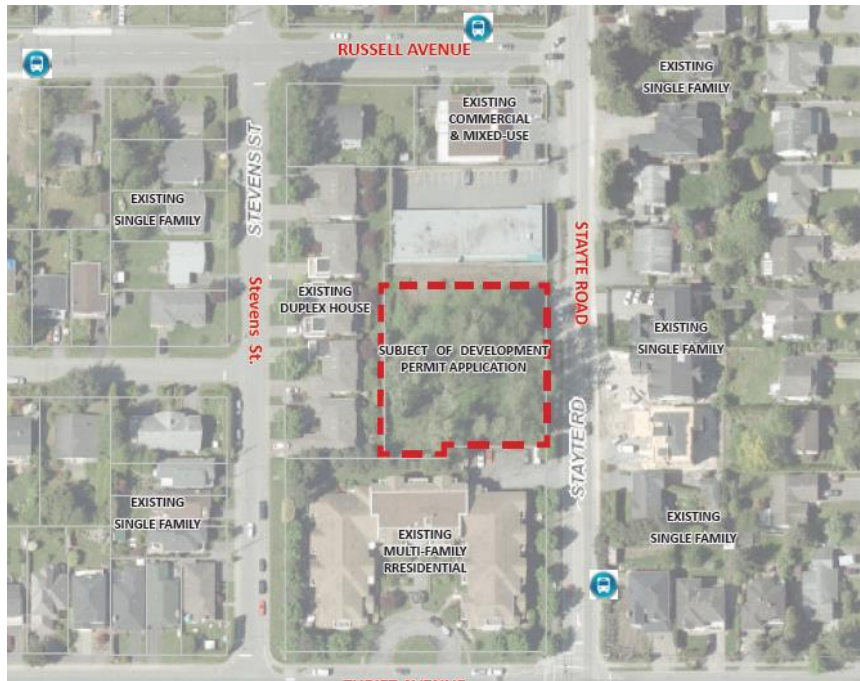 RUSSELL AVENUE
EXISTING
COMMERCIAL
& MIXED-USE
EXISTING
SINGLE FAMILY
STEVENS ST
EXISTING
SINGLE FAMILY
Stevens St.
EXISTING
DUPLEX HOUSE
STAYTE ROAD
SUBJECT OF DEVELOPMENT
PERMIT APPLICATION
EXISTING
SINGLE FAMILY
STAYTE RD
EXISTING
SINGLE FAMILY
EXISTING
MULTI-FAMILY
RRESIDENTIAL
EXISTING
SINGLE FAMILY